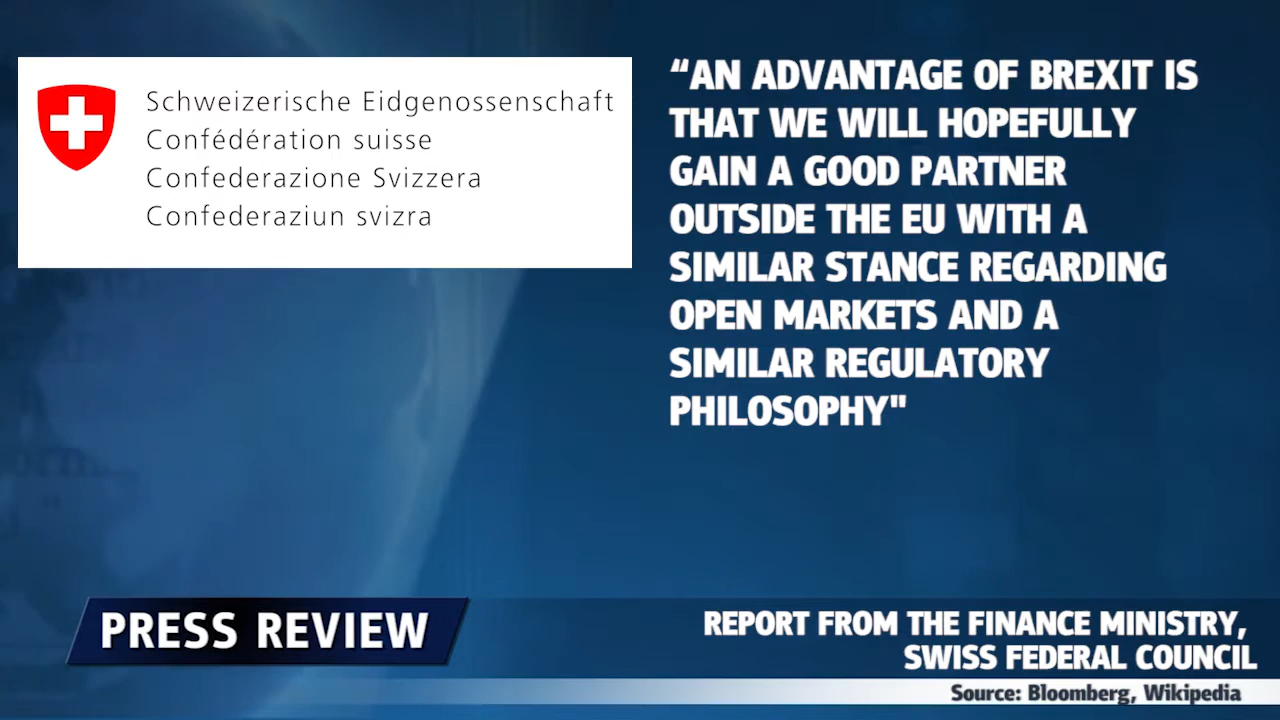 Schweizerische Eidgenossenschaft
Confédération suisse
Confederazione Svizzera
Confederaziun svizra
“AN ADVANTAGE OF BREXIT IS
THAT WE WILL HOPEFULLY
GAIN A GOOD PARTNER
OUTSIDE THE EU WITH A
SIMILAR STANCE REGARDING
OPEN MARKETS AND A
SIMILAR REGULATORY
PHILOSOPHY"
PRESS REVIEW
REPORT FROM THE FINANCE MINISTRY,
SWISS FEDERAL COUNCIL
Source: Bloomberg, Wikipedia